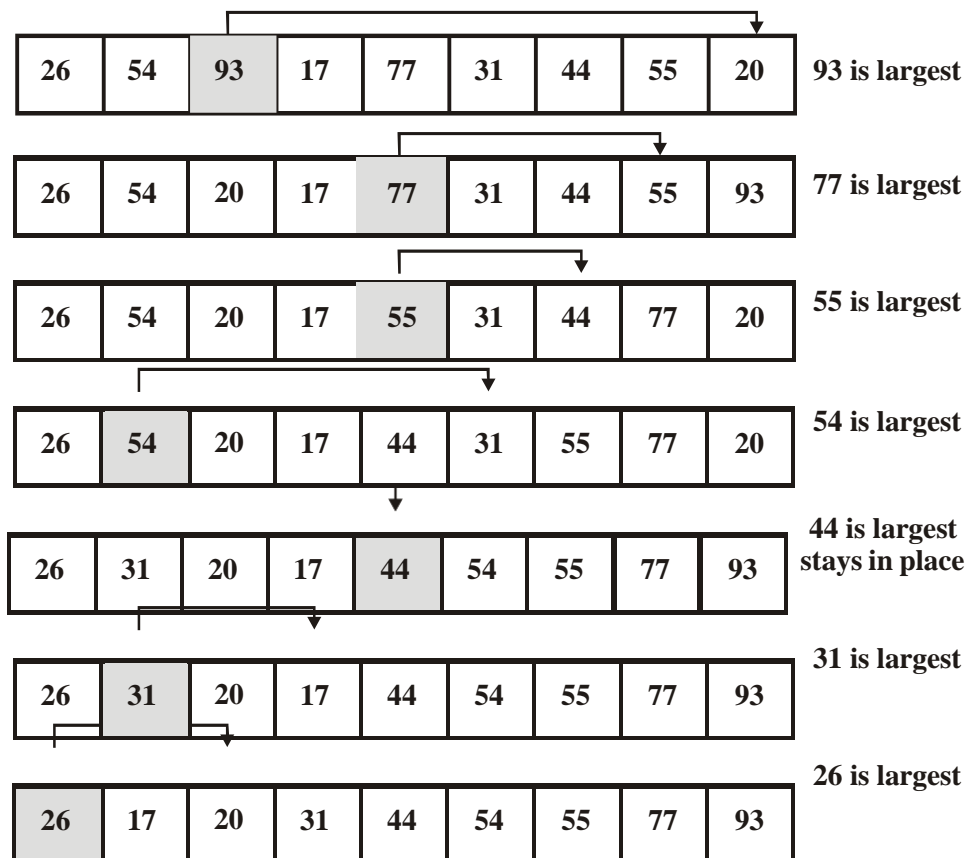 26 54 93 17 77 31 44 55 20 93 is largest
26 54 20 17 77 31 44 55 93 77 is largest
26 54 20 17 55 31 44 77 20 55 is largest
26 54 20 17 44 31 55 77 20 54 is largest
26 31 20 17 44 54 55 77 93 44 is largest
stays in place
26 31 20 17 44 54 55 77 93 31 is largest
26 17 20 31 44 54 55 77 93 26 is largest